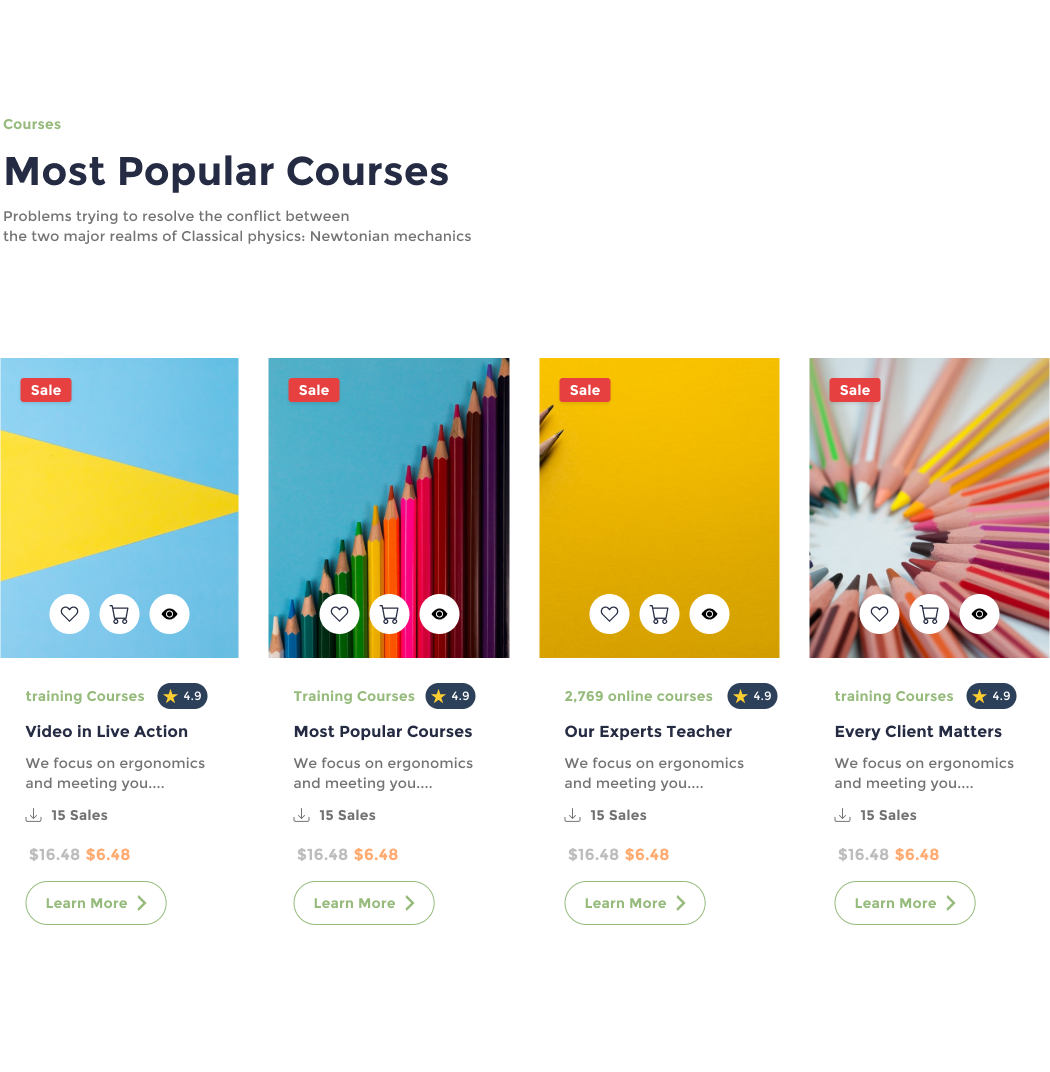 Courses
Most Popular Courses
Problems trying to resolve the conflict between
the two major realms of Classical physics: Newtonian mechanics
Sale
Sale
Sale
Sale
training Courses
4.9
Video in Live Action
We focus on ergonomics
and meeting you....
15 Sales
$16.48 $6.48
Learn More
Training Courses
4.9
Most Popular Courses
We focus on ergonomics
and meeting you....
15 Sales
$16.48 $6.48
Learn More
2,769 online courses
4.9
Our Experts Teacher
We focus on ergonomics
and meeting you....
15 Sales
$16.48 $6.48
Learn More
training Courses
4.9
Every Client Matters
We focus on ergonomics
and meeting you....
15 Sales
$16.48 $6.48
Learn More